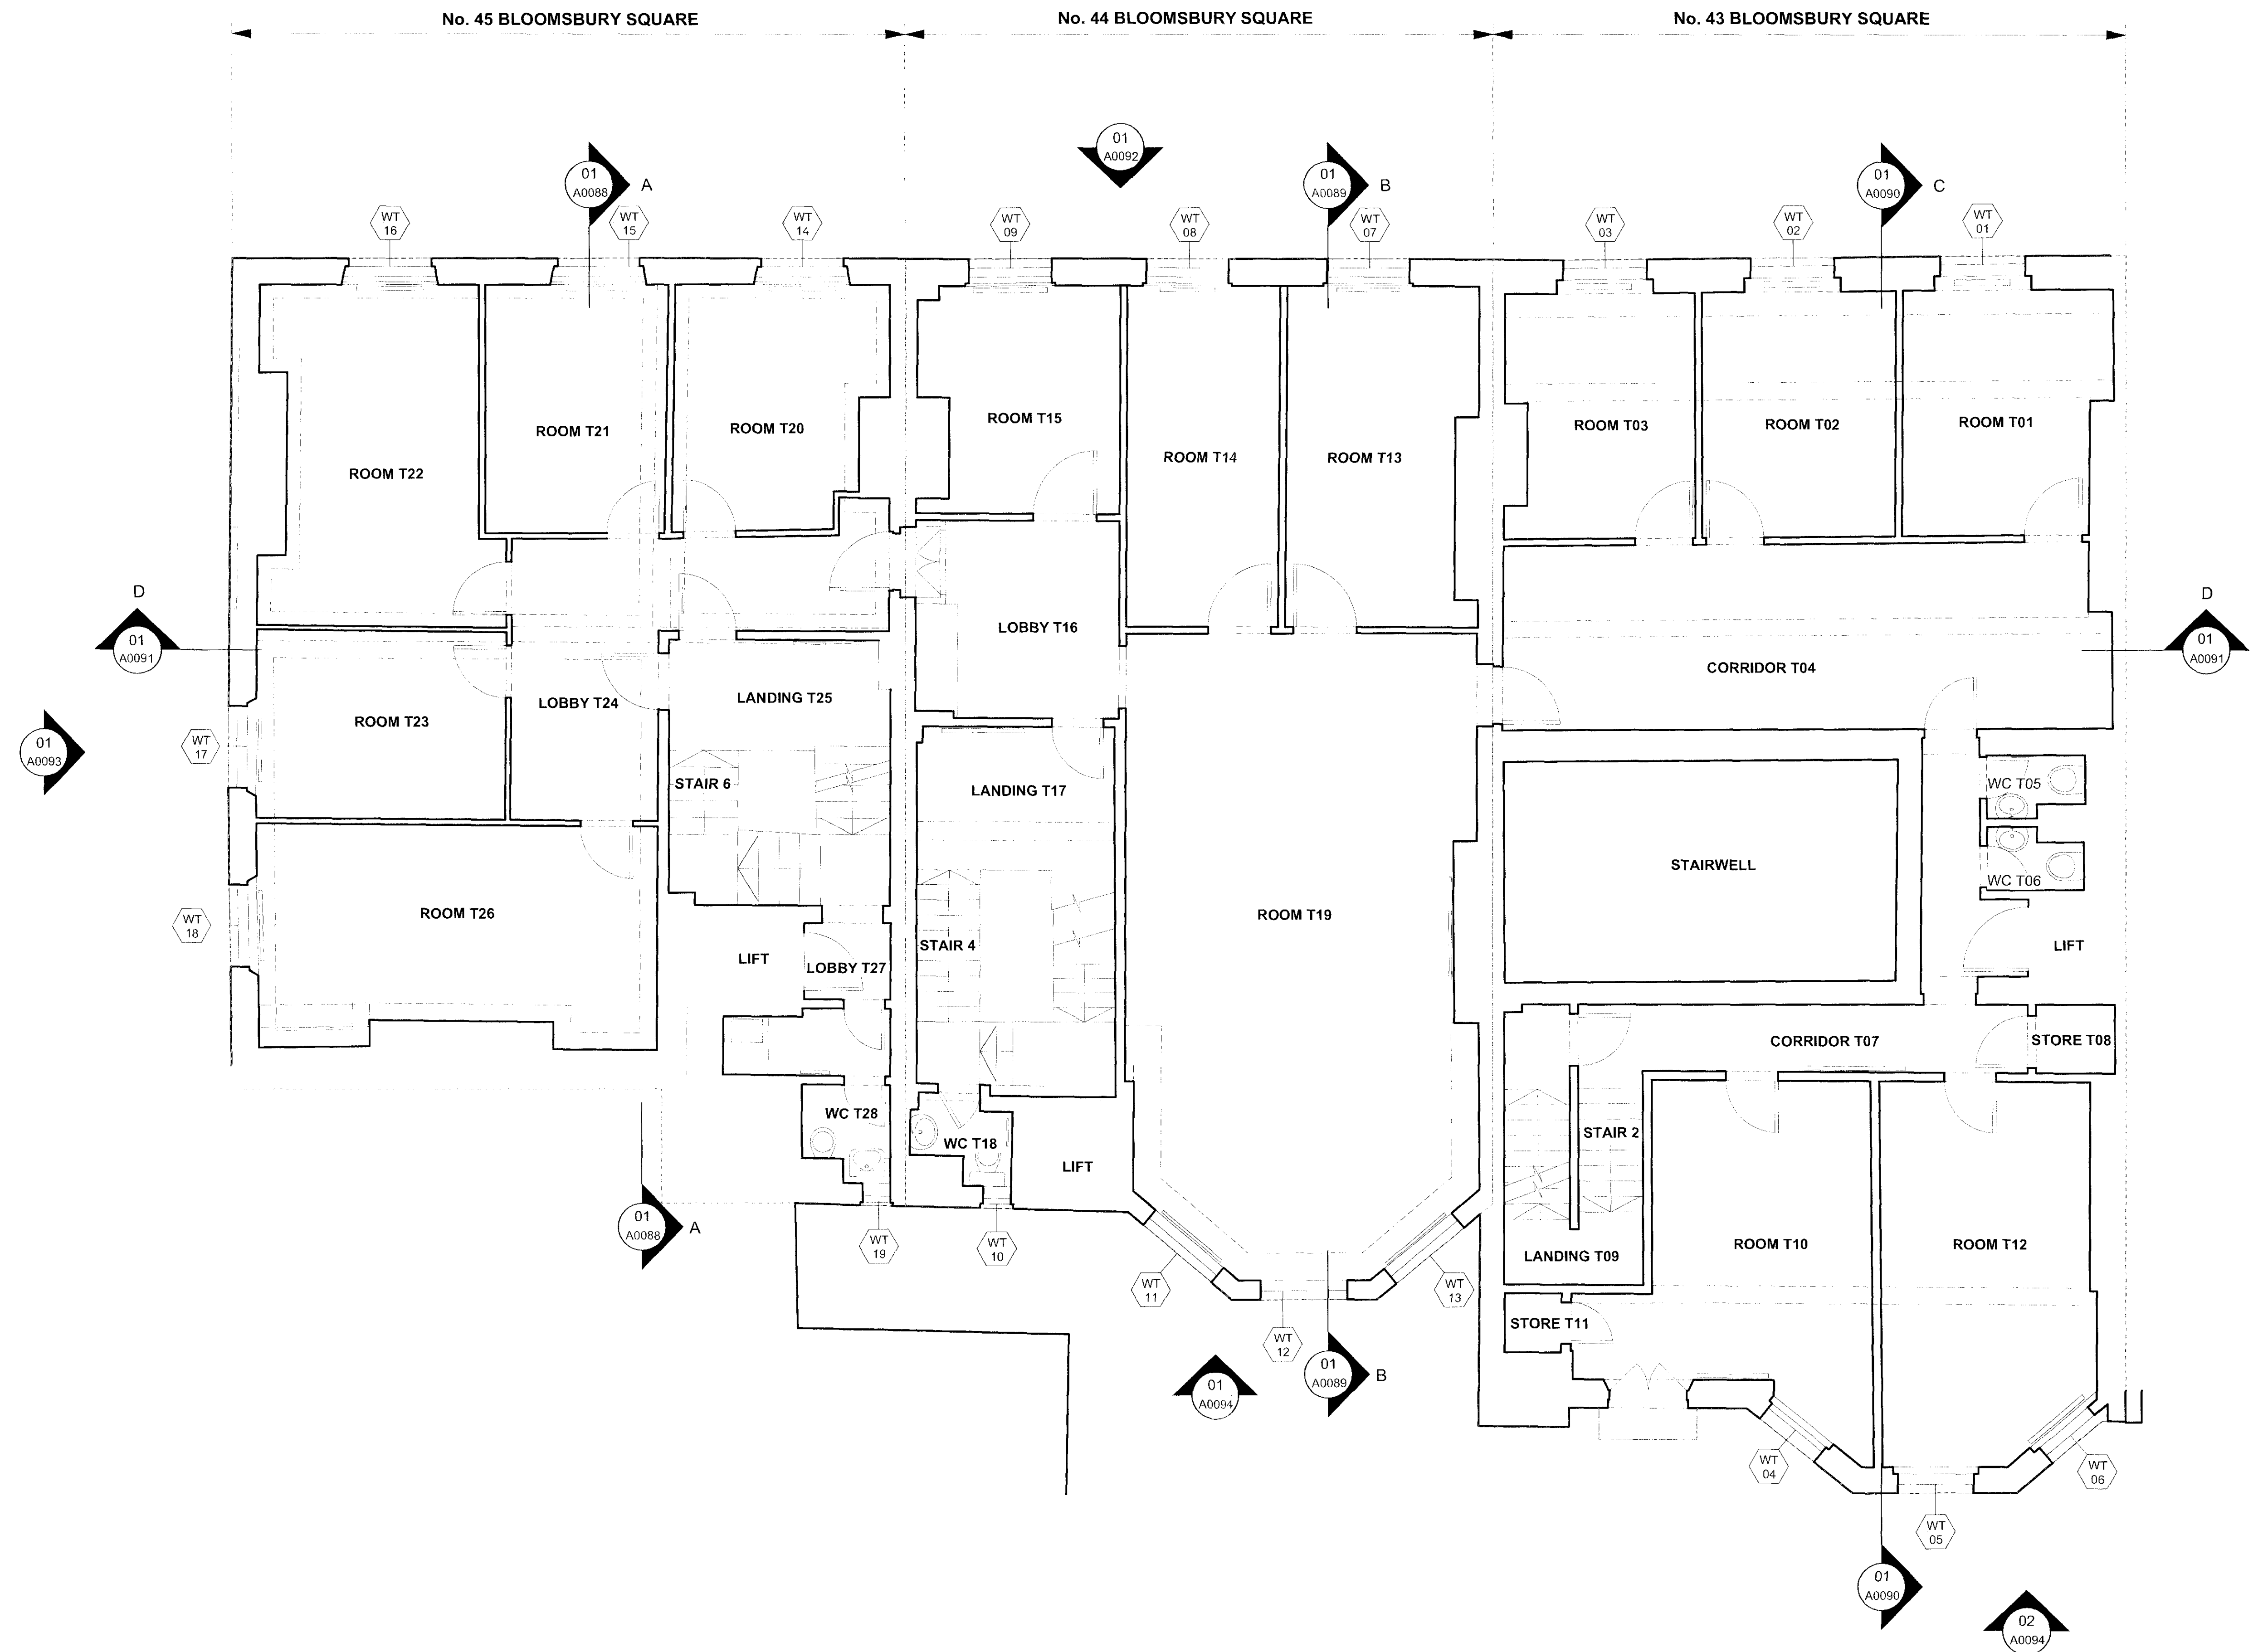 No. 45 BLOOMSBURY SQUARE
No. 44 BLOOMSBURY SQUARE
No. 43 BLOOMSBURY SQUARE
01
A0092
01
A0088
A
01
A0089
B
01
A0090
C
WT
16
WT
15
WT
14
WT
09
WT
08
WT
07
WT
03
WT
02
WT
01
ROOM T22
ROOM T21
ROOM T20
ROOM T15
ROOM T14
ROOM T13
ROOM T03
ROOM T02
ROOM T01
D
01
A0091
D
01
A0091
LOBBY T16
CORRIDOR T04
ROOM T23
LOBBY T24
LANDING T25
01
A0093
WT
17
STAIR 6
LANDING T17
WC T05
STAIRWELL
WC T06
ROOM T26
WT
18
ROOM T19
STAIR 4
LIFT
LOBBY T27
LIFT
CORRIDOR T07
STORE T08
WC T28
WC T18
LIFT
STAIR 2
01
A0088
A
WT
19
WT
10
WT
11
WT
12
WT
13
LANDING T09
ROOM T10
ROOM T12
STORE T11
01
A0094
01
A0089
B
WT
04
WT
05
WT
06
01
A0090
02
A0094